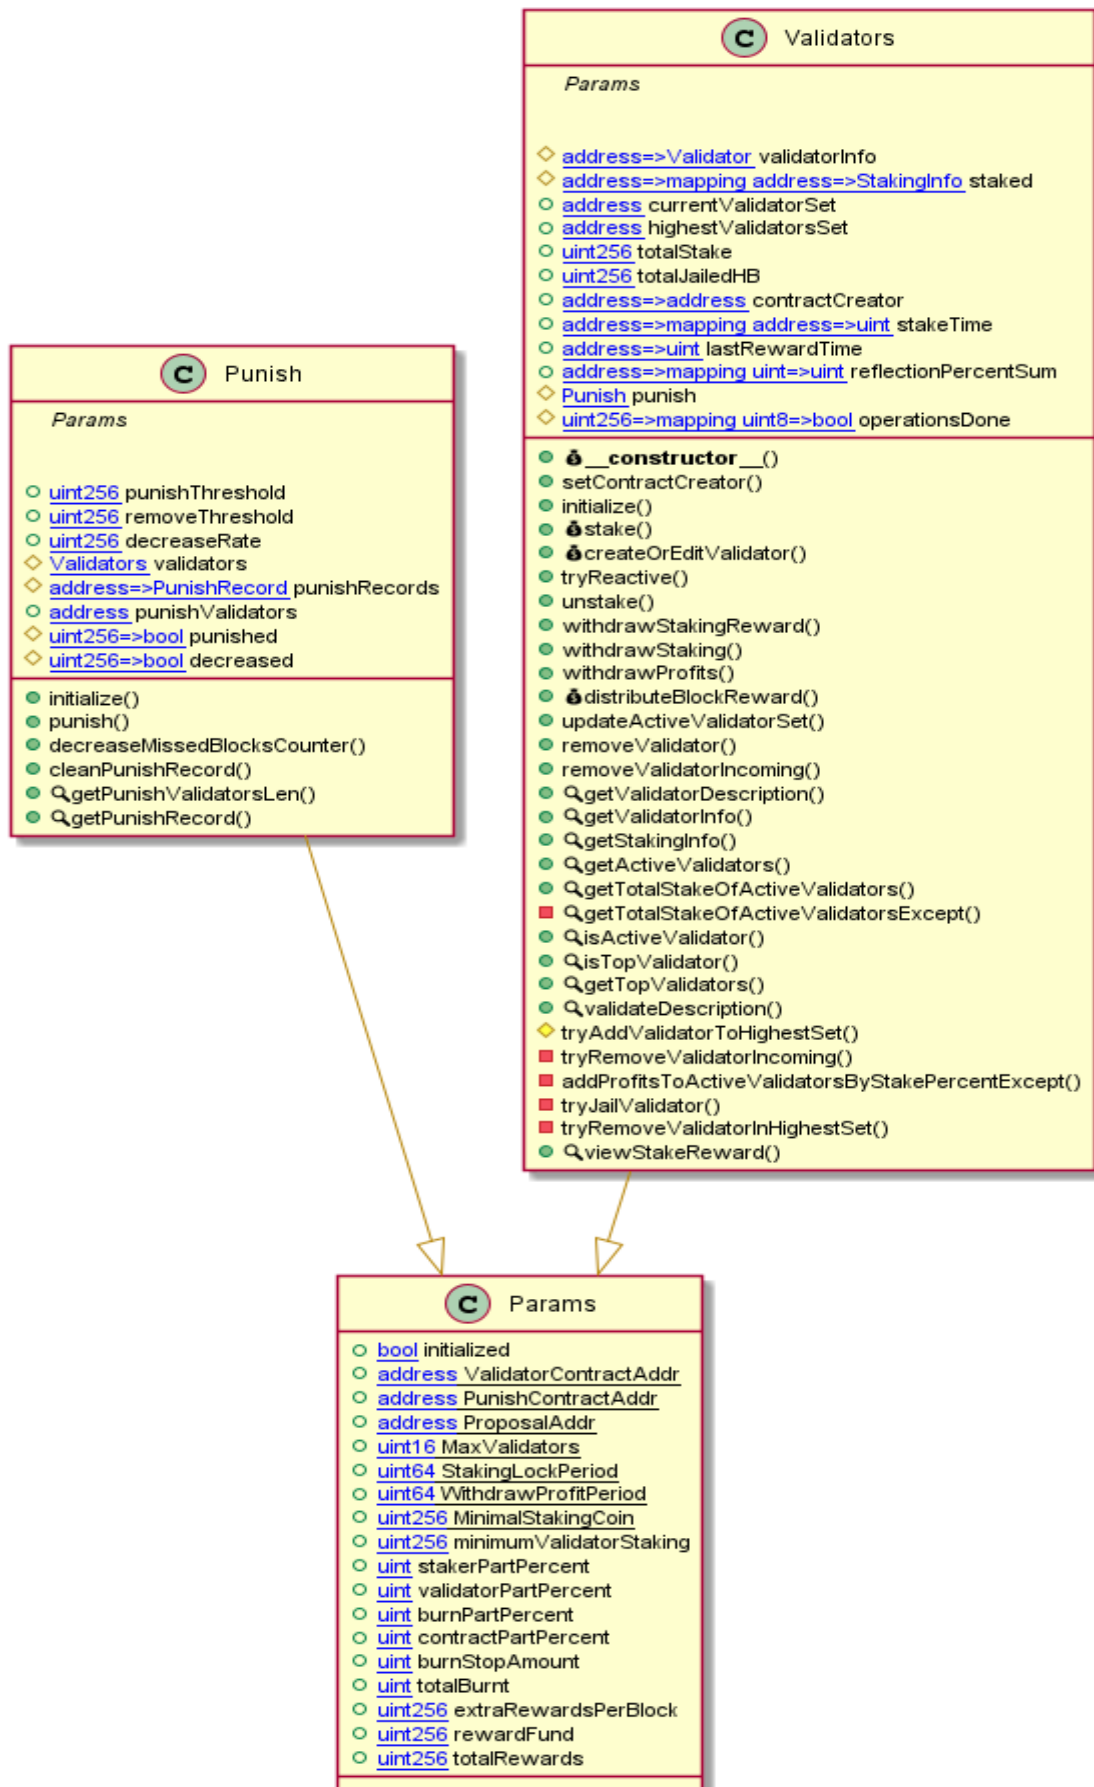 C Validators
Params
address=>Validator validatorInfo
address=>mapping address=>StakingInfo staked
address currentValidatorSet
address highestValidatorsSet
uint256 totalStake
uint256 totalJailedHB
address=>address contractCreator
address=>mapping address=>uint stakeTime
address=>uint lastRewardTime
address=>mapping uint=>uint reflectionPercentSum
Punish punish
uint256=>mapping uint8=>bool operationsDone
__constructor__()
setContractCreator()
initialize()
stake()
createOrEditValidator()
tryReactive()
unstake()
withdrawStakingReward()
withdrawStaking()
withdrawProfits()
distributeBlockReward()
updateActiveValidatorSet()
removeValidator()
removeValidatorIncoming()
getValidatorDescription()
getValidatorInfo()
getStakingInfo()
getActiveValidators()
getTotalStakeOfActiveValidators()
getTotalStakeOfActiveValidatorsExcept()
isActiveValidator()
isTopValidator()
getTopValidators()
validateDescription()
tryAddValidatorToHighestSet()
tryRemoveValidatorIncoming()
addProfitsToActiveValidatorsByStakePercentExcept()
tryJailValidator()
tryRemoveValidatorInHighestSet()
viewStakeReward()
C Punish
Params
uint256 punishThreshold
uint256 removeThreshold
uint256 decreaseRate
Validators validators
address=>PunishRecord punishRecords
address punishValidators
uint256=>bool punished
uint256=>bool decreased
initialize()
punish()
decreaseMissedBlocksCounter()
cleanPunishRecord()
getPunishValidatorsLen()
getPunishRecord()
C Params
bool initialized
address ValidatorContractAddr
address PunishContractAddr
address ProposalAddr
uint16 MaxValidators
uint64 StakingLockPeriod
uint64 WithdrawProfitPeriod
uint256 MinimalStakingCoin
uint256 minimumValidatorStaking
uint stakerPartPercent
uint validatorPartPercent
uint burnPartPercent
uint contractPartPercent
uint burnStopAmount
uint totalBurnt
uint256 extraRewardsPerBlock
uint256 rewardFund
uint256 totalRewards